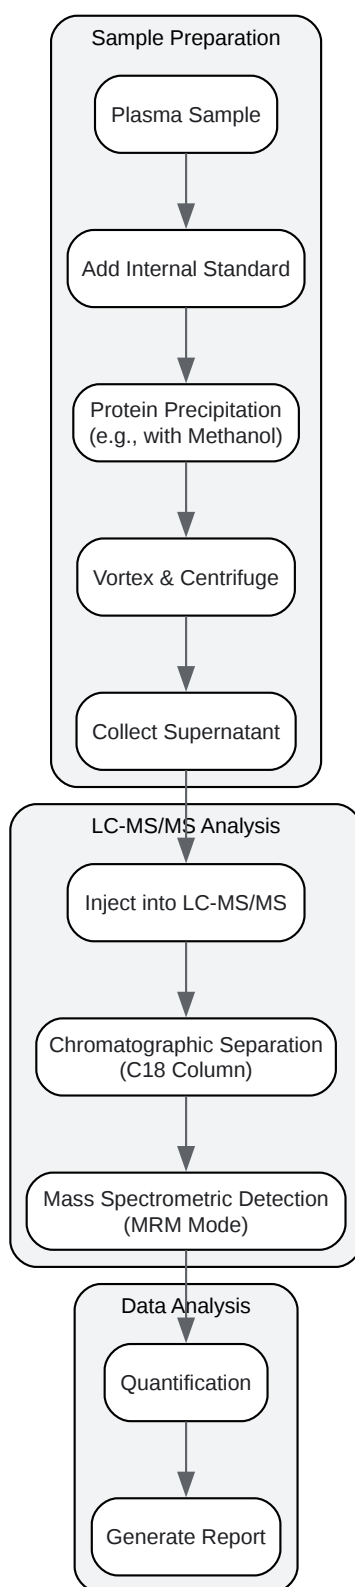 Sample Preparation
Plasma Sample
Add Internal Standard
Protein Precipitation
(e.g., with Methanol)
Vortex & Centrifuge
Collect Supernatant
LC-MS/MS Analysis
Inject into LC-MS/MS
Chromatographic Separation
(C18 Column)
Mass Spectrometric Detection
(MRM Mode)
Data Analysis
Quantification
Generate Report